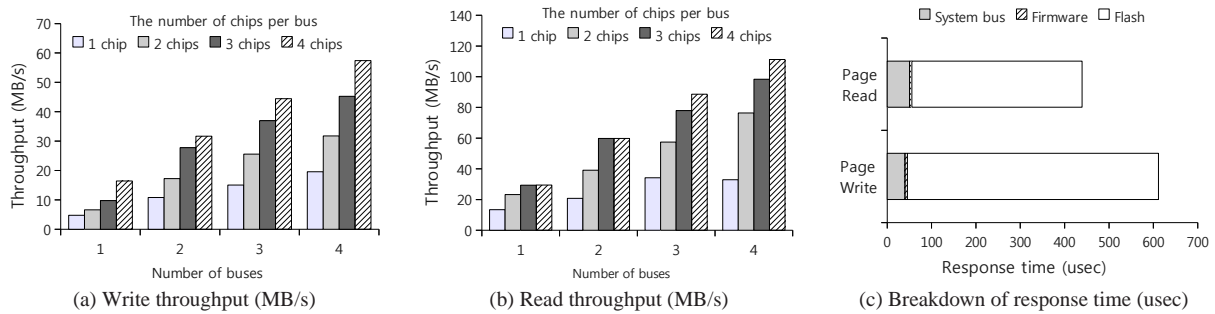 The number of chips per bus
1 chip 2 chips 3 chips 4 chips
Throughput (MB/s)
70
60
50
40
30
20
10
0
1 2 3 4
Number of buses
(a) Write throughput (MB/s)
The number of chips per bus
1 chip 2 chips 3 chips 4 chips
Throughput (MB/s)
140
120
100
80
60
40
20
0
1 2 3 4
Number of buses
(b) Read throughput (MB/s)
System bus Firmware Flash
Page
Read
Page
Write
0 100 200 300 400 500 600 700
Response time (usec)
(c) Breakdown of response time (usec)